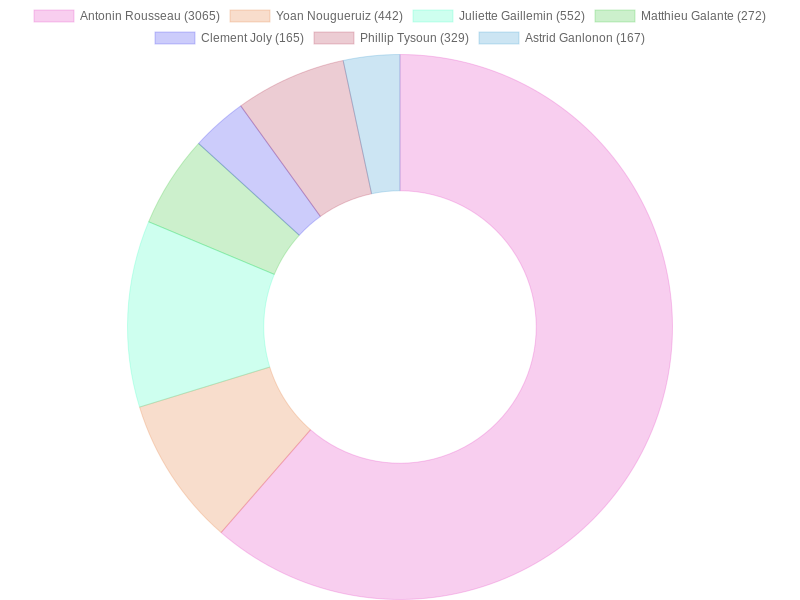 Antonin Rousseau (3065) Yoan Nougueruiz (442) Juliette Gaillemin (552) Matthieu Galante (272)
Clement Joly (165) Phillip Tysoun (329) Astrid Ganlonon (167)